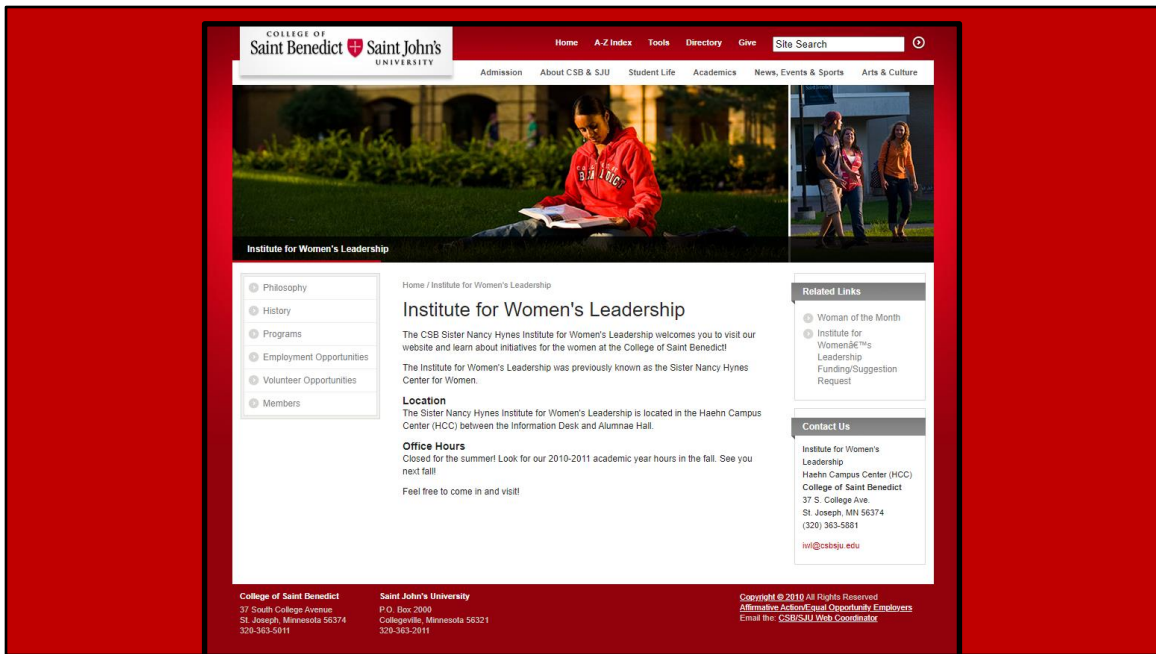 COLLEGE OF
Saint Benedict Saint John's
UNIVERSITY
Home A-Z Index Tools Directory Give Site Search
Admission About CSB & SJU Student Life Academics News, Events & Sports Arts & Culture
COLLEGE OF
BENEDICT
Institute for Women's Leadership
Philosophy
History
Programs
Employment Opportunities
Volunteer Opportunities
Members
Home / Institute for Women's Leadership
Institute for Women's Leadership
The CSB Sister Nancy Hynes Institute for Women's Leadership welcomes you to visit our
website and learn about initiatives for the women at the College of Saint Benedict!
The Institute for Women's Leadership was previously known as the Sister Nancy Hynes
Center for Women.
Location
The Sister Nancy Hynes Institute for Women's Leadership is located in the Haehn Campus
Center (HCC) between the Information Desk and Alumnae Hall.
Office Hours
Closed for the summer! Look for our 2010-2011 academic year hours in the fall. See you
next fall!
Feel free to come in and visit!
Related Links
Woman of the Month
Institute for
Womenâ€™s
Leadership
Funding/Suggestion
Request
Contact Us
Institute for Women's
Leadership
Haehn Campus Center (HCC)
College of Saint Benedict
37 S. College Ave.
St. Joseph, MN 56374
(320) 363-5881
iwl@csbsju.edu
College of Saint Benedict
37 South College Avenue
St. Joseph, Minnesota 56374
320-363-5011
Saint John's University
P.O. Box 2000
Collegeville, Minnesota 56321
320-363-2011
Copyright © 2010 All Rights Reserved
Affirmative Action/Equal Opportunity Employers
Email the: CSB/SJU Web Coordinator